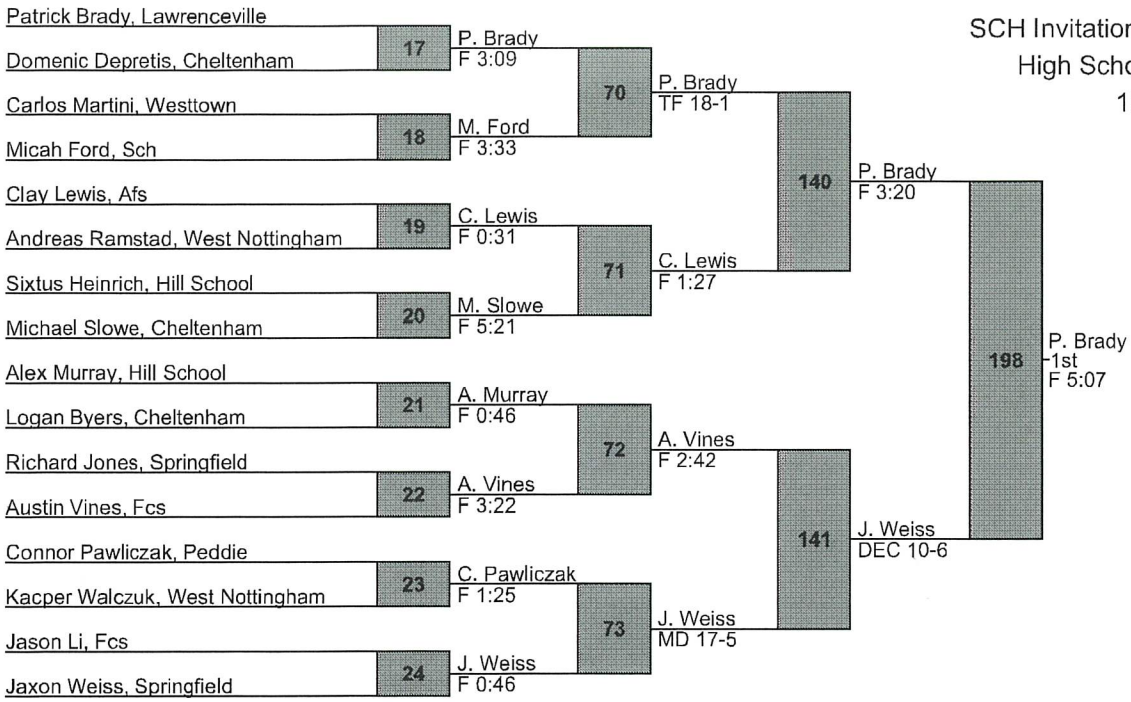 SCH Invitation
High Scho
1
Patrick Brady, Lawrenceville
Domenic Depretis, Cheltenham
Carlos Martini, Westtown
Micah Ford, Sch
Clay Lewis, Afs
Andreas Ramstad, West Nottingham
Sixtus Heinrich, Hill School
Michael Slowe, Cheltenham
Alex Murray, Hill School
Logan Byers, Cheltenham
Richard Jones, Springfield
Austin Vines, Fcs
Connor Pawliczak, Peddie
Kacper Walczuk, West Nottingham
Jason Li, Fcs
Jaxon Weiss, Springfield
17
18
19
20
21
22
23
24
P. Brady
F 3:09
M. Ford
F 3:33
C. Lewis
F 0:31
M. Slowe
F 5:21
A. Murray
F 0:46
A. Vines
F 3:22
C. Pawliczak
F 1:25
J. Weiss
F 0:46
70
71
72
73
P. Brady
TF 18-1
C. Lewis
F 1:27
A. Vines
F 2:42
J. Weiss
MD 17-5
140
141
P. Brady
F 3:20
J. Weiss
DEC 10-6
198
P. Brady
1st
F 5:07